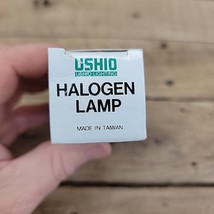 USHIO
USHIO LIGHTING
HALOGEN
LAMP
MADE IN TAIWAN